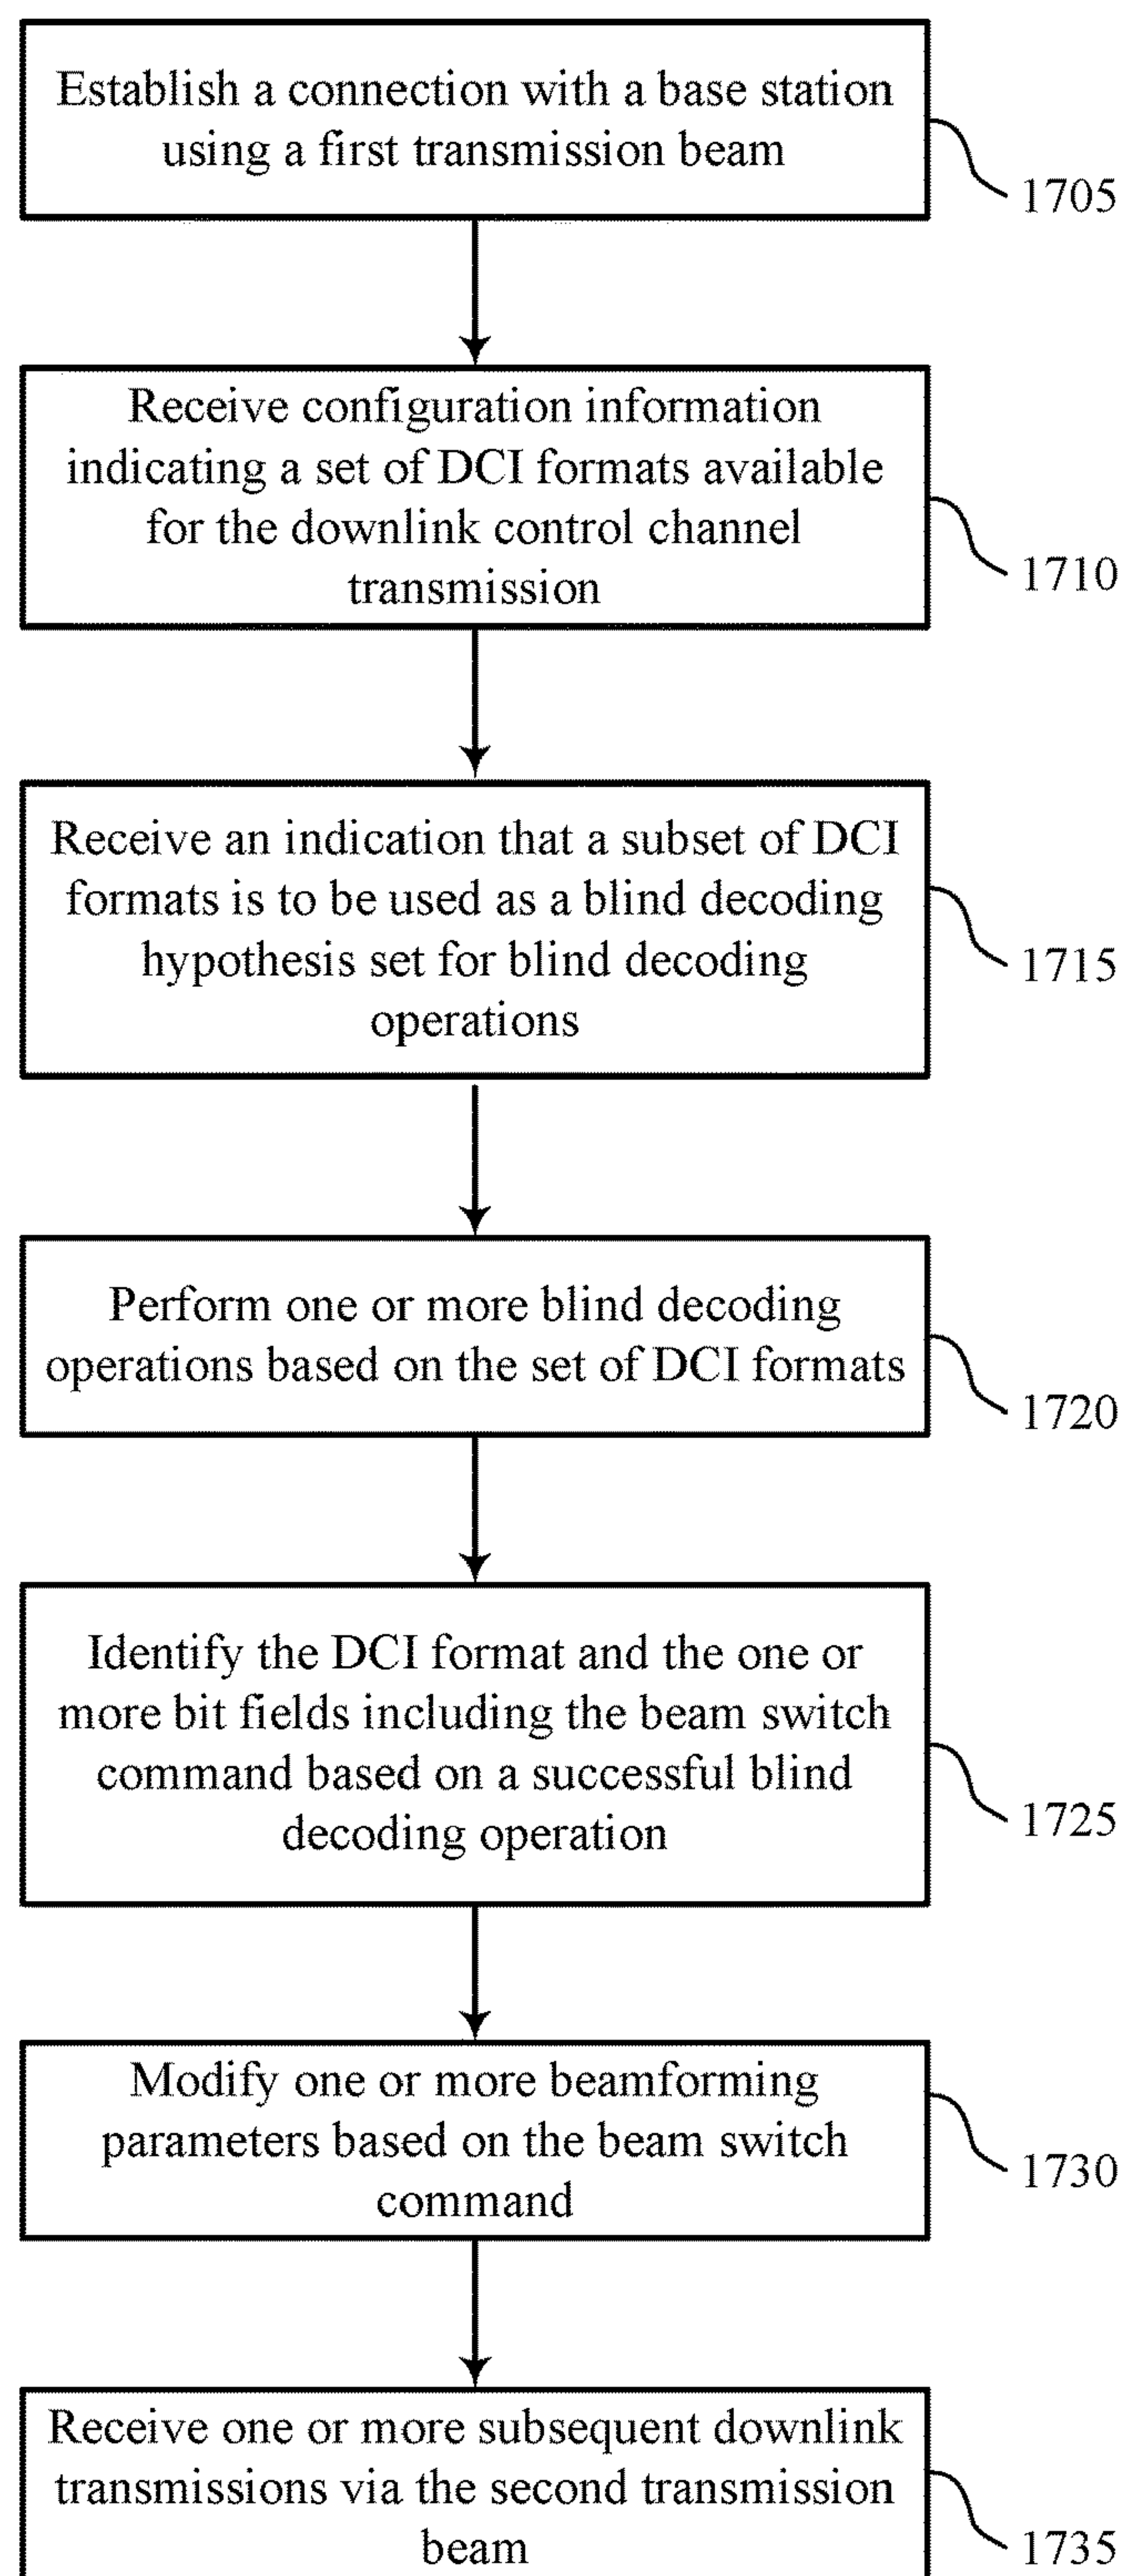 Establish a connection with a base station
using a first transmission beam
1705
Receive configuration information
indicating a set of DCI formats available
for the downlink control channel
transmission
1710
Receive an indication that a subset of DCI
formats is to be used as a blind decoding
hypothesis set for blind decoding
operations
1715
Perform one or more blind decoding
operations based on the set of DCI formats
1720
Identify the DCI format and the one or
more bit fields including the beam switch
command based on a successful blind
decoding operation
1725
Modify one or more beamforming
parameters based on the beam switch
command
1730
Receive one or more subsequent downlink
transmissions via the second transmission
beam
1735